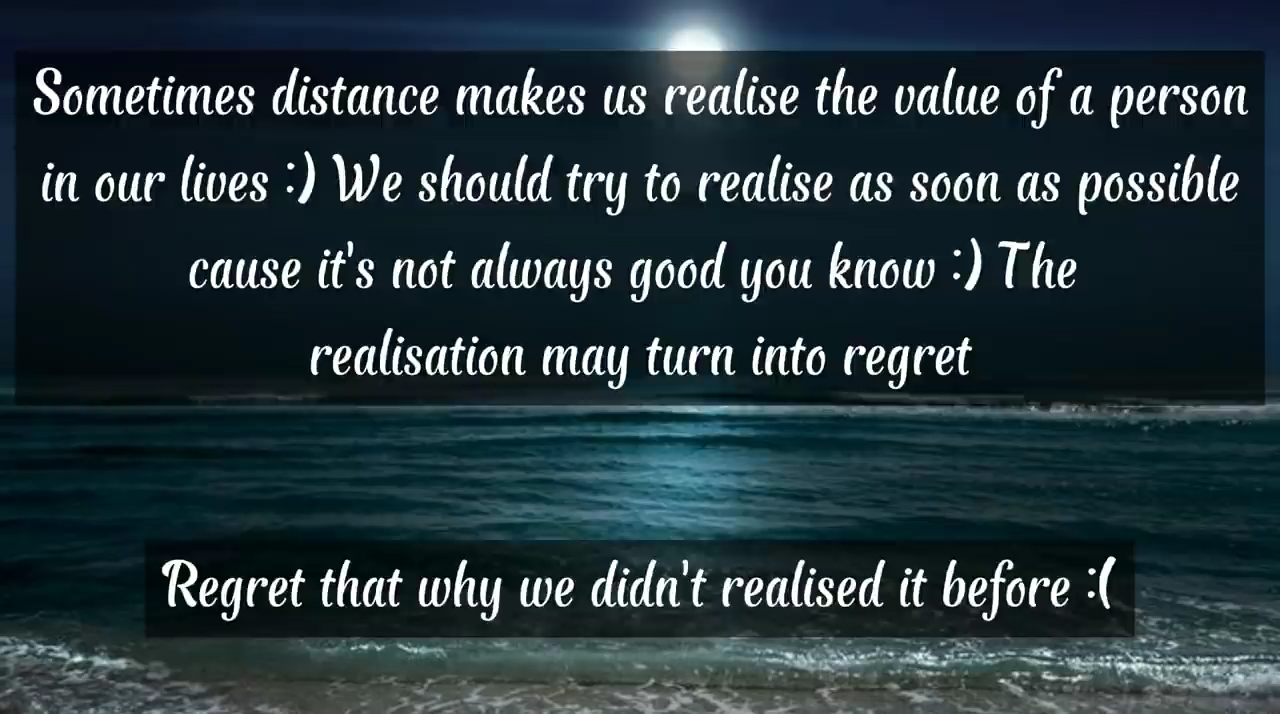 Sometimes distance makes us realise the value of a person
in our lives :) We should try to realise as soon as possible
cause it's not always good you know :) The
realisation may turn into regret
Regret that why we didn't realised it before :(